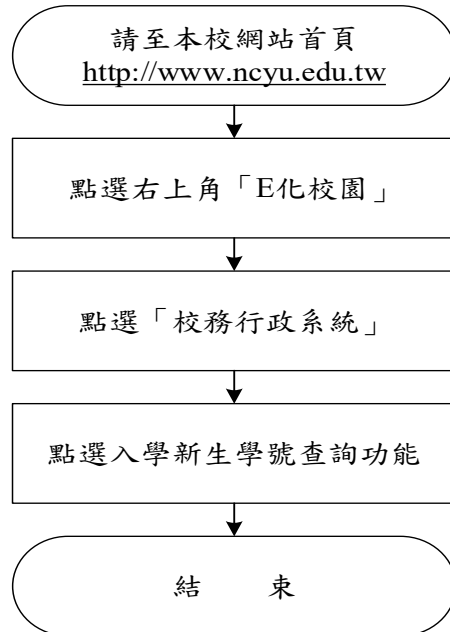 請至本校網站首頁
http://www.ncyu.edu.tw
點選右上角「E化校園」
點選「校務行政系統」
點選入學新生學號查詢功能
結　　束